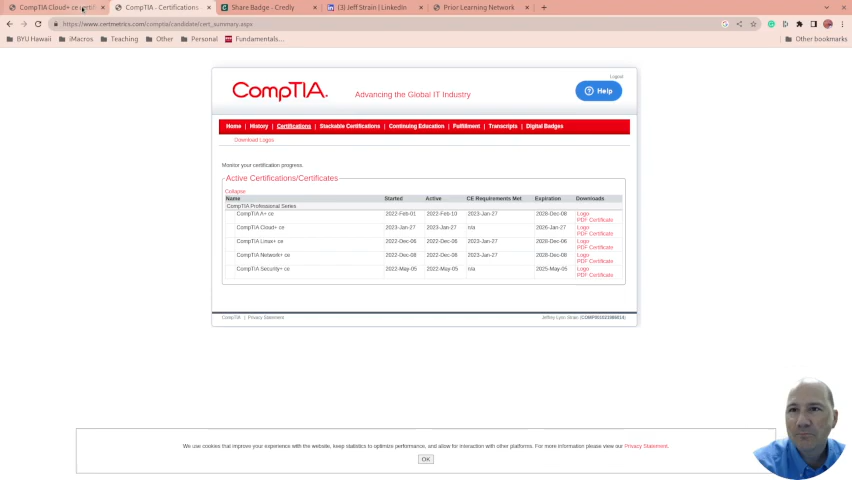 CompTIA Cloud+ ce
CompTIA - Certifications
Share Badge - Credly
(3) Jeff Strain | LinkedIn
Prior Learning Network
https://www.certmetrics.com/comptia/candidate/cert_summary.aspx
BYU Hawaii iMacros Teaching Other Personal Fundamentals... Other bookmarks
Logout
CompTIA. Advancing the Global IT Industry Help
Home | History | Certifications | Stackable Certifications | Continuing Education | Fulfillment | Transcripts | Digital Badges
Download Logos
Monitor your certification progress.
Active Certifications/Certificates
Collapse
Name Started Active CE Requirements Met Expiration Downloads
CompTIA Professional Series
CompTIA A+ ce 2022-Feb-01 2022-Feb-10 2023-Jan-27 2028-Dec-08 Logo
PDF Certificate
CompTIA Cloud+ ce 2023-Jan-27 2023-Jan-27 n/a 2026-Jan-27 Logo
PDF Certificate
CompTIA Linux+ ce 2022-Dec-06 2022-Dec-06 2023-Jan-27 2028-Dec-06 Logo
PDF Certificate
CompTIA Network+ ce 2022-Dec-08 2022-Dec-08 2023-Jan-27 2028-Dec-08 Logo
PDF Certificate
CompTIA Security+ ce 2022-May-05 2022-May-05 n/a 2025-May-05 Logo
PDF Certificate
CompTIA | Privacy Statement Jeffrey Lynn Strain
We use cookies that improve your experience with the website, keep statistics to optimize performance, and allow for interaction with other platforms. For more information please view our Privacy Statement.
OK